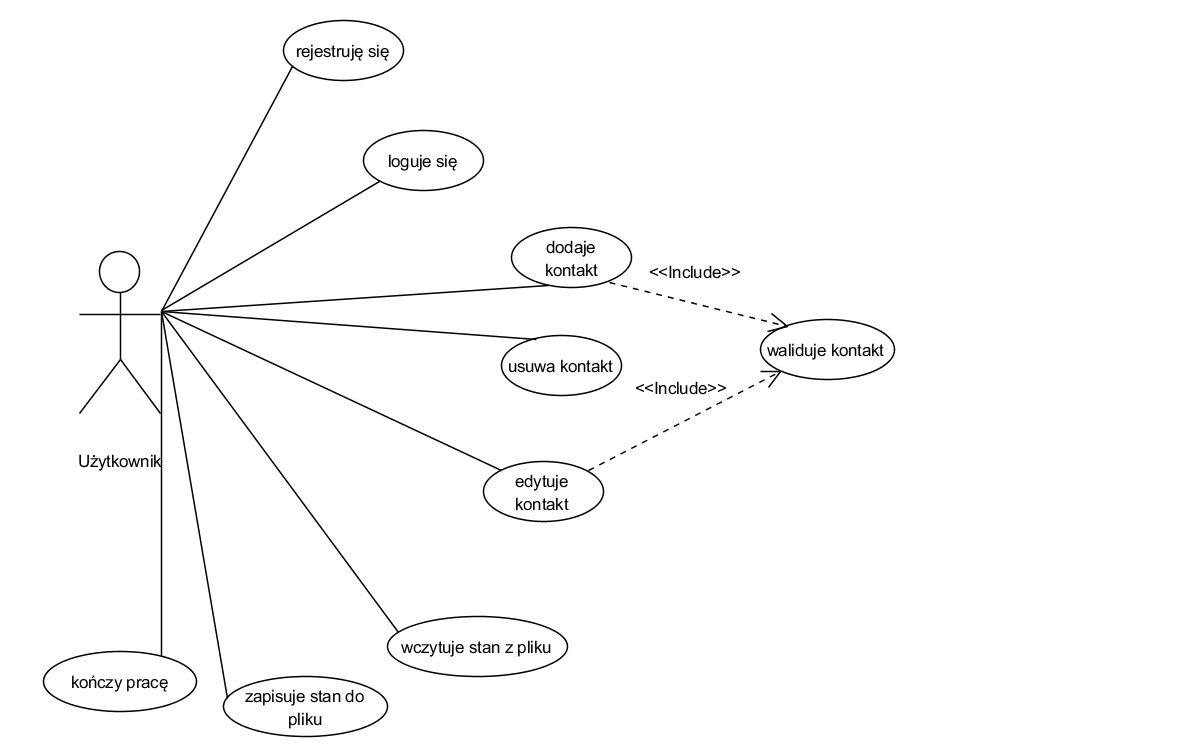 rejestruję się
loguje się
dodaje
kontakt
<<Include>>
waliduje kontakt
usuwa kontakt
<<Include>>
Użytkownik
edytuje
kontakt
wczytuje stan z pliku
kończy pracę
zapisuje stan do
pliku